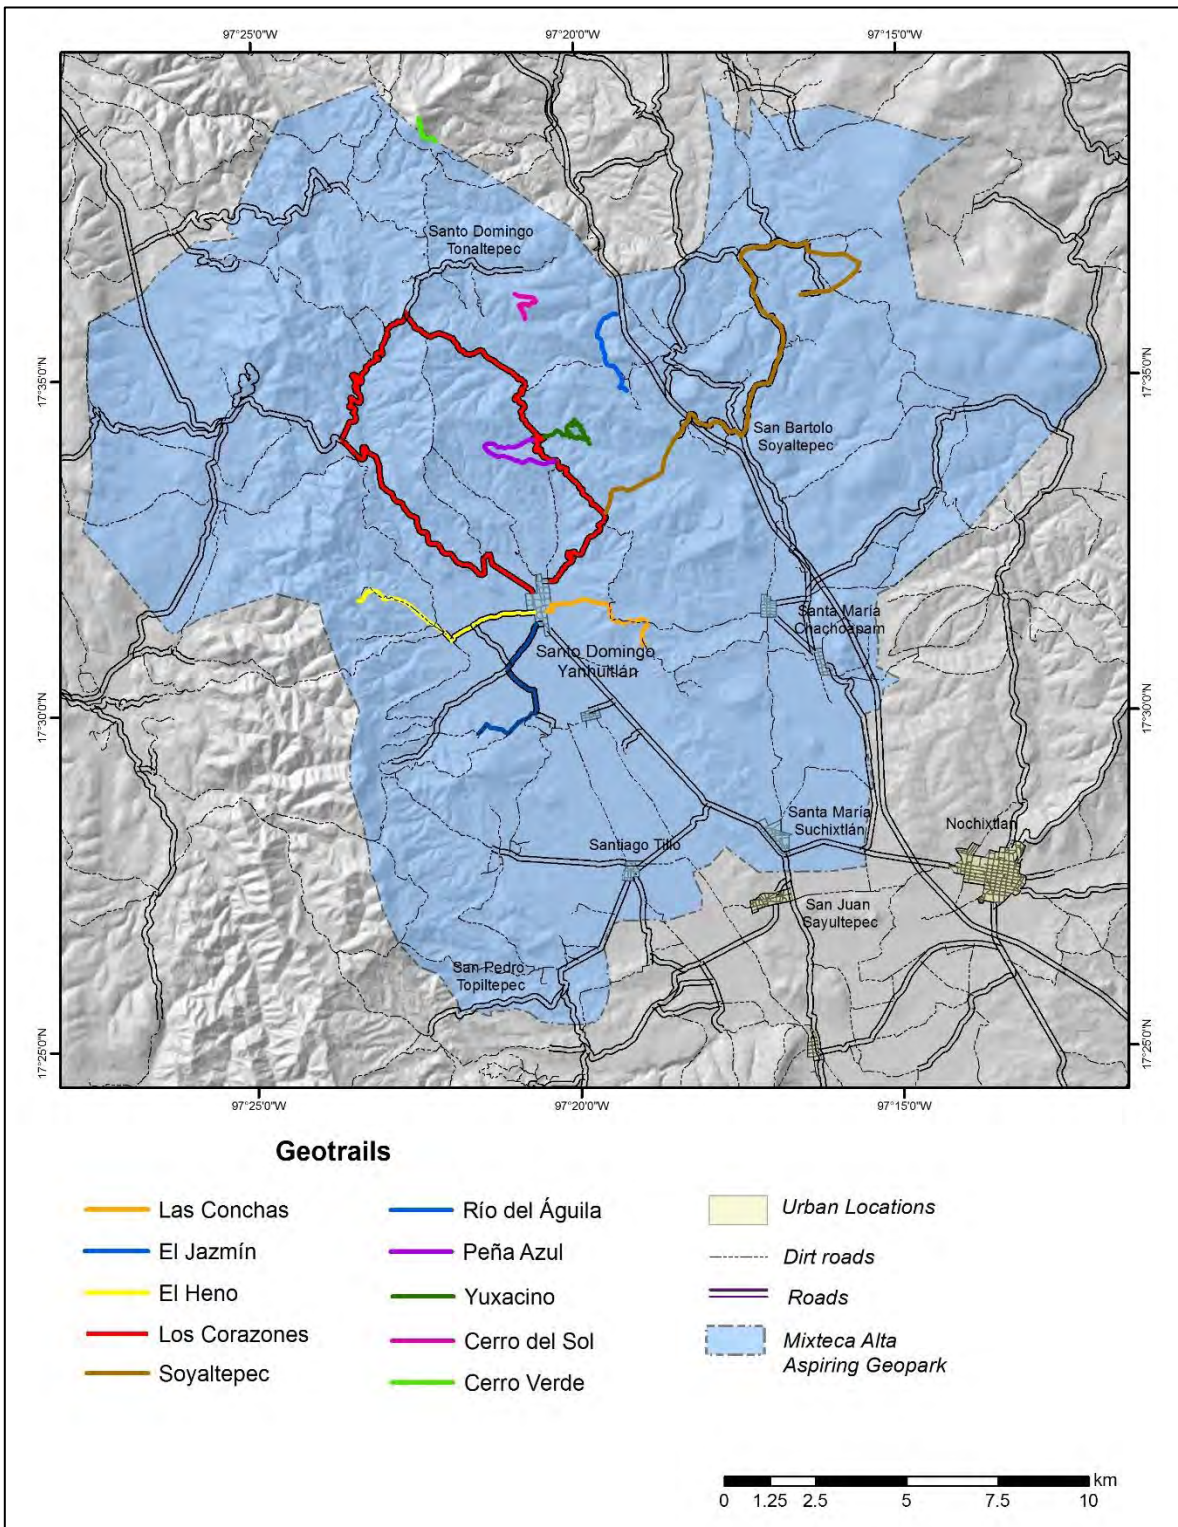 97°25'0"W
97°20'0"W
97°15'0"W
Santo Domingo
Tonaltepec
17°35'0"N
17°35'0"N
San Bartolo
Soyaltepec
Santa María
Chachoapam
Santo Domingo
Yanhuitlán
17°30'0"N
17°30'0"N
Santa María
Suchixtlán
Nochixtlan
Santiago Tillo
San Juan
Sayultepec
San Pedro
Topiltepec
17°25'0"N
17°25'0"N
97°25'0"W
97°20'0"W
97°15'0"W
Geotrails
Las Conchas
El Jazmín
El Heno
Los Corazones
Soyaltepec
Río del Águila
Peña Azul
Yuxacino
Cerro del Sol
Cerro Verde
Urban Locations
Dirt roads
Roads
Mixteca Alta
Aspiring Geopark
km
0 1.25 2.5 5 7.5 10